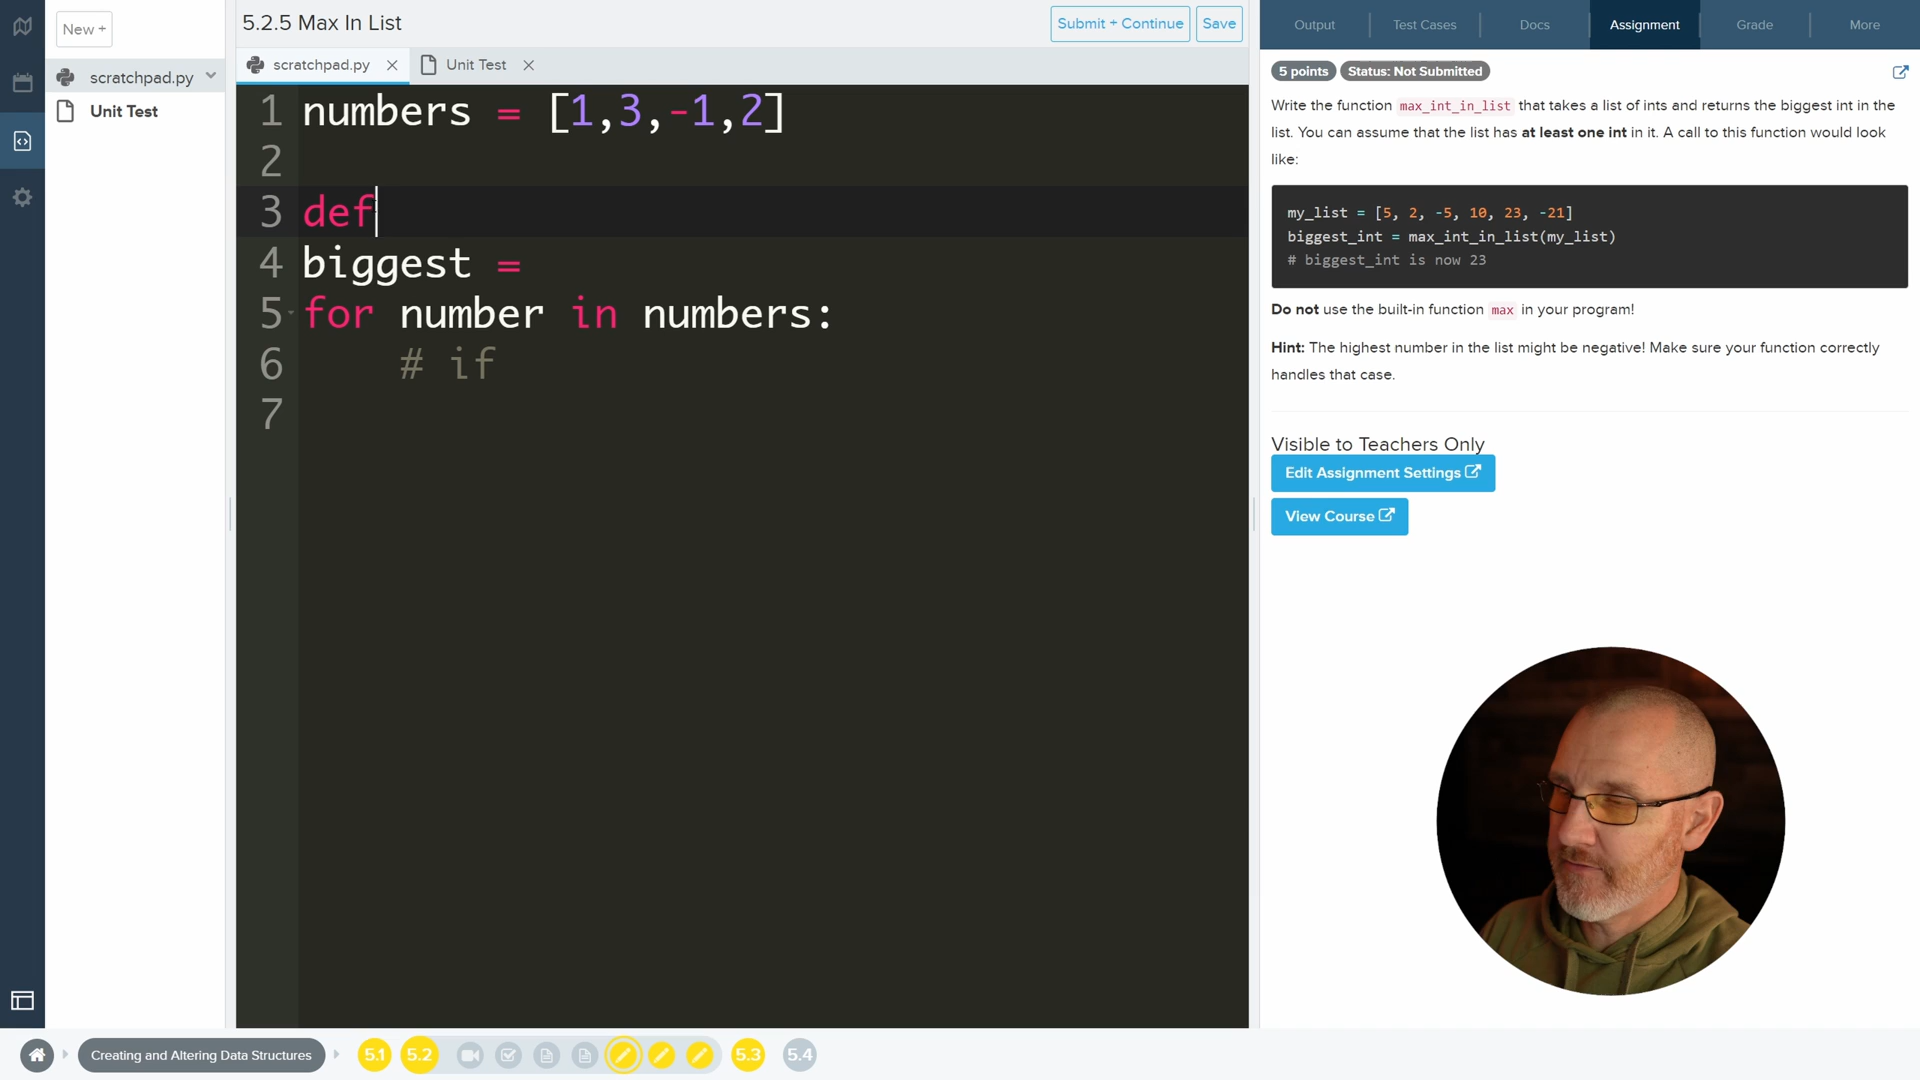 New +
scratchpad.py
Unit Test
5.2.5 Max In List
Submit + Continue
Save
scratchpad.py
Unit Test
1 numbers = [1,3,-1,2]
2
3 def
4 biggest =
5 for number in numbers:
6 # if
7
Output
Test Cases
Docs
Assignment
Grade
More
5 points
Status: Not Submitted
Write the function max_int_in_list that takes a list of ints and returns the biggest int in the
list. You can assume that the list has at least one int in it. A call to this function would look
like:
my_list = [5, 2, -5, 10, 23, -21]
biggest_int = max_int_in_list(my_list)
# biggest_int is now 23
Do not use the built-in function max in your program!
Hint: The highest number in the list might be negative! Make sure your function correctly
handles that case.
Visible to Teachers Only
Edit Assignment Settings
View Course
Creating and Altering Data Structures
5.1
5.2
5.3
5.4